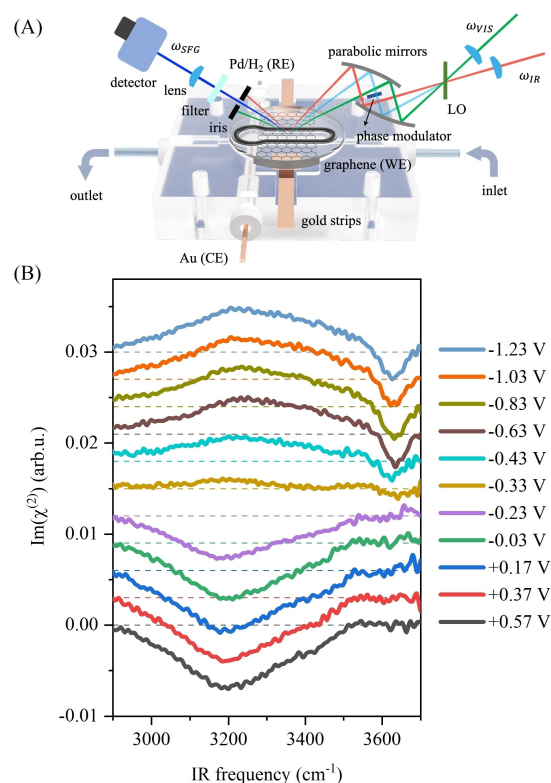 (A)
ω_SFG
ω_VIS
Pd/H₂ (RE)
parabolic mirrors
ω_IR
detector
lens
filter
LO
iris
phase modulator
graphene (WE)
outlet
inlet
gold strips
Au (CE)
(B)
Im(χ⁽²⁾) (arb.u.)
0.03
0.02
0.01
0.00
-0.01
3000
3200
3400
3600
IR frequency (cm⁻¹)
-1.23 V
-1.03 V
-0.83 V
-0.63 V
-0.43 V
-0.33 V
-0.23 V
-0.03 V
+0.17 V
+0.37 V
+0.57 V